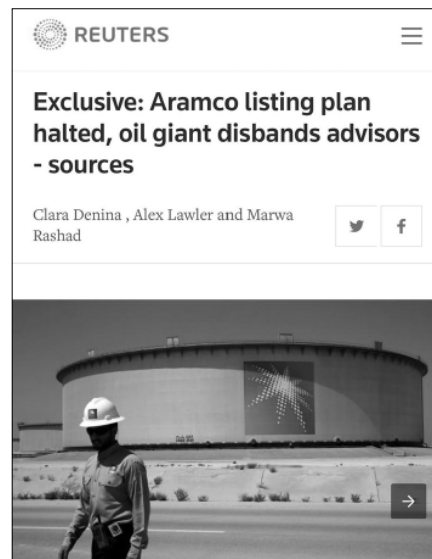 REUTERS
Exclusive: Aramco listing plan
halted, oil giant disbands advisors
- sources
Clara Denina , Alex Lawler and Marwa
Rashad